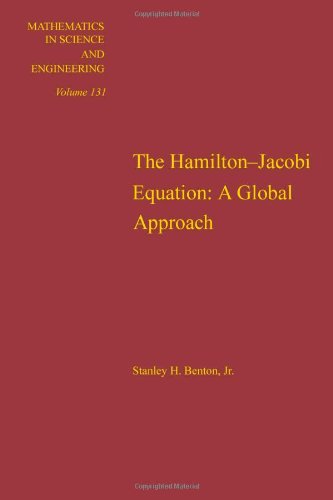 MATHEMATICS
IN SCIENCE
AND
ENGINEERING
Volume 131
The Hamilton–Jacobi
Equation: A Global
Approach
Stanley H. Benton, Jr.